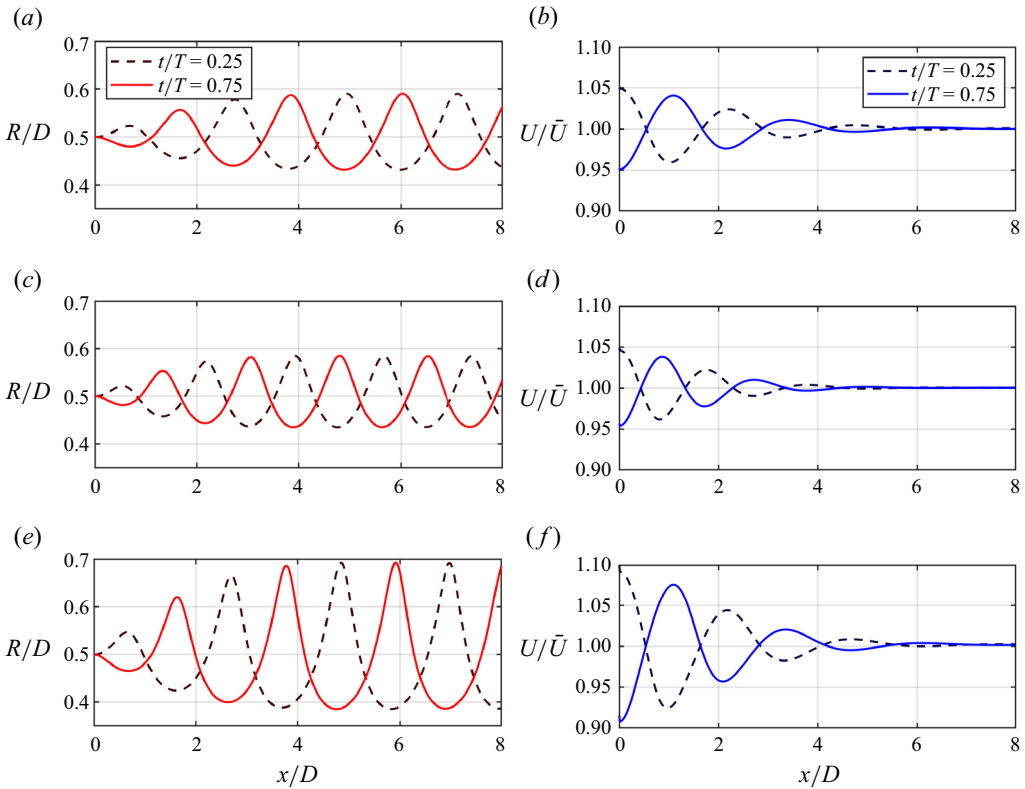 (a)
0.7
0.6
0.5
0.4
R/D
t/T = 0.25
t/T = 0.75
0 2 4 6 8
(b)
1.10
1.05
1.00
0.95
0.90
U/Ū
t/T = 0.25
t/T = 0.75
0 2 4 6 8
(c)
0.7
0.6
0.5
0.4
R/D
0 2 4 6 8
(d)
1.10
1.05
1.00
0.95
0.90
U/Ū
0 2 4 6 8
(e)
0.7
0.6
0.5
0.4
R/D
0 2 4 6 8
x/D
(f)
1.10
1.05
1.00
0.95
0.90
U/Ū
0 2 4 6 8
x/D